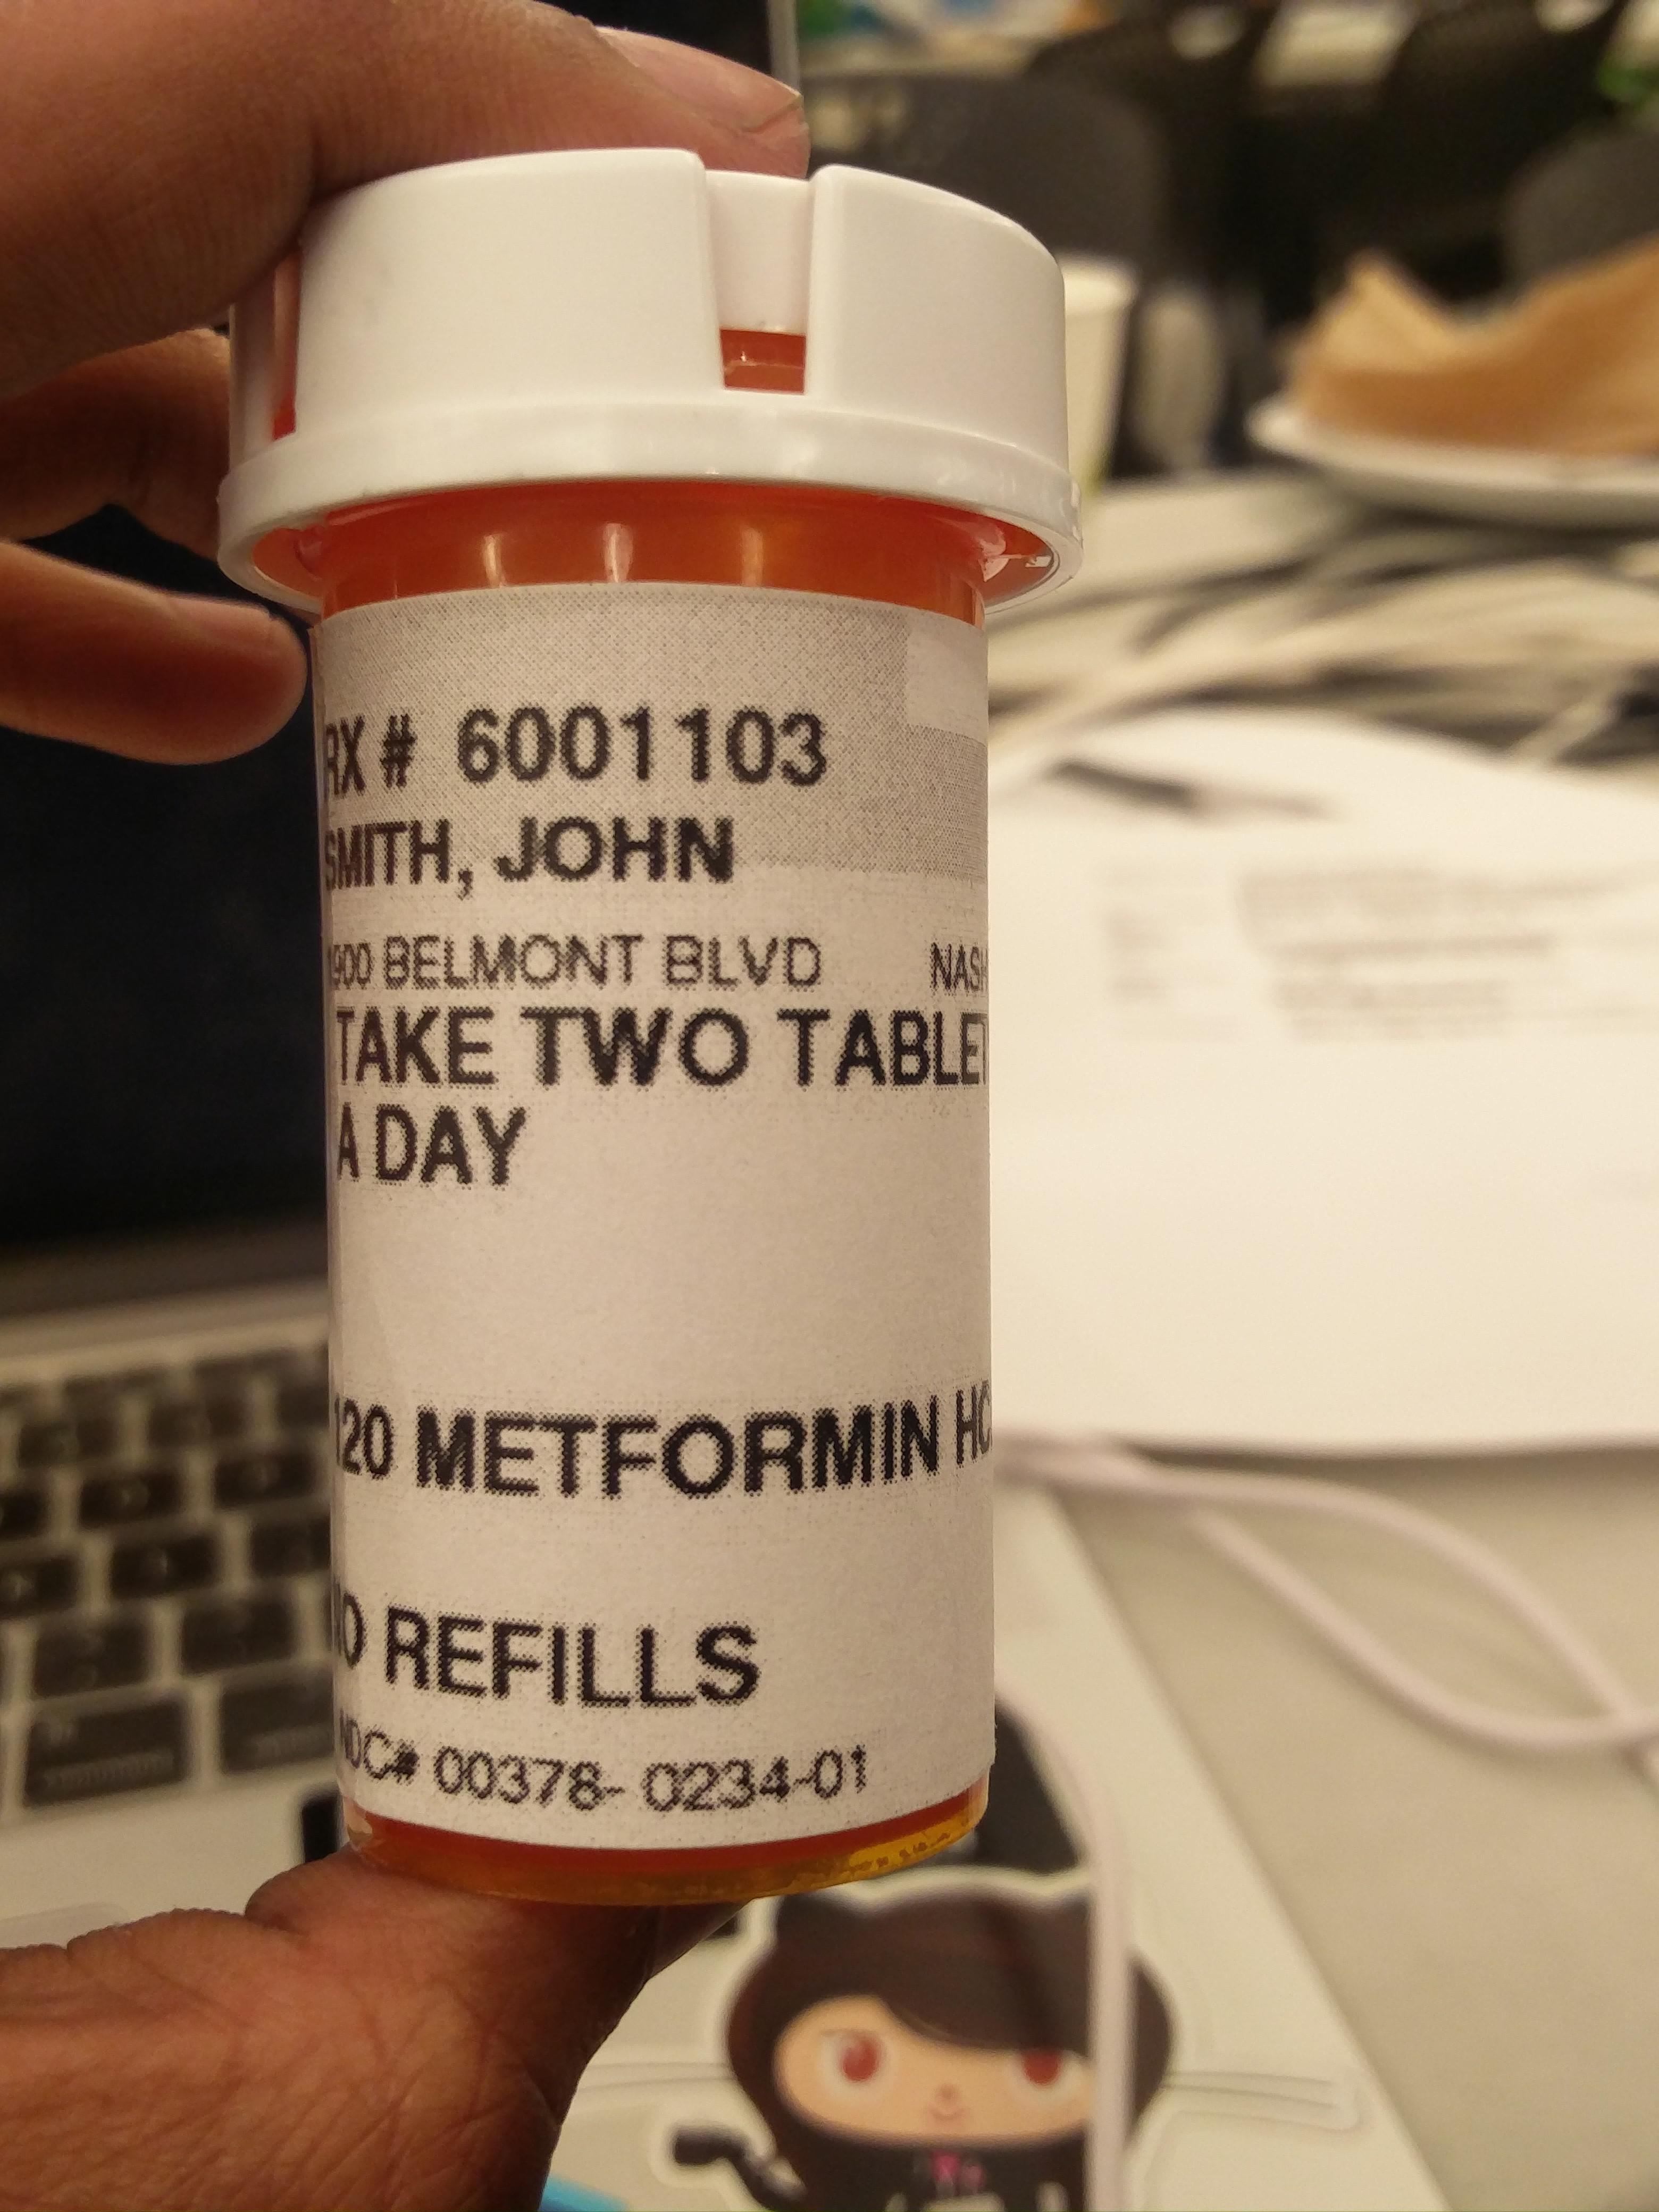 RX # 6001103
SMITH, JOHN
900 BELMONT BLVD NASH
TAKE TWO TABLET
A DAY
120 METFORMIN HC
NO REFILLS
NDC# 00378- 0234-01